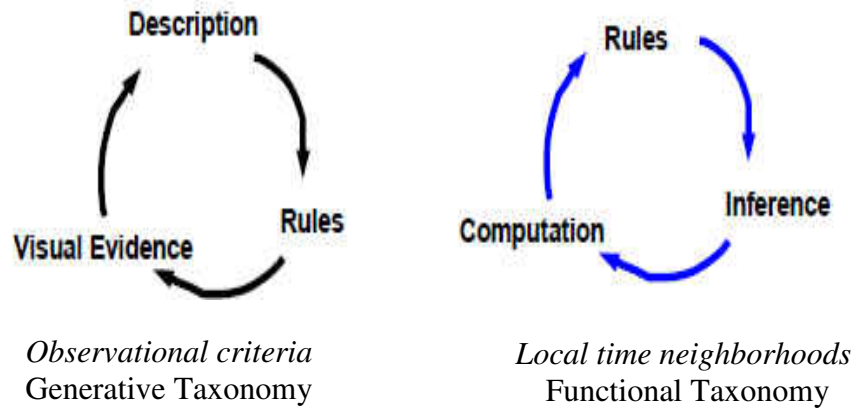 Description
Rules
Visual Evidence
Observational criteria
Generative Taxonomy
Rules
Inference
Computation
Local time neighborhoods
Functional Taxonomy